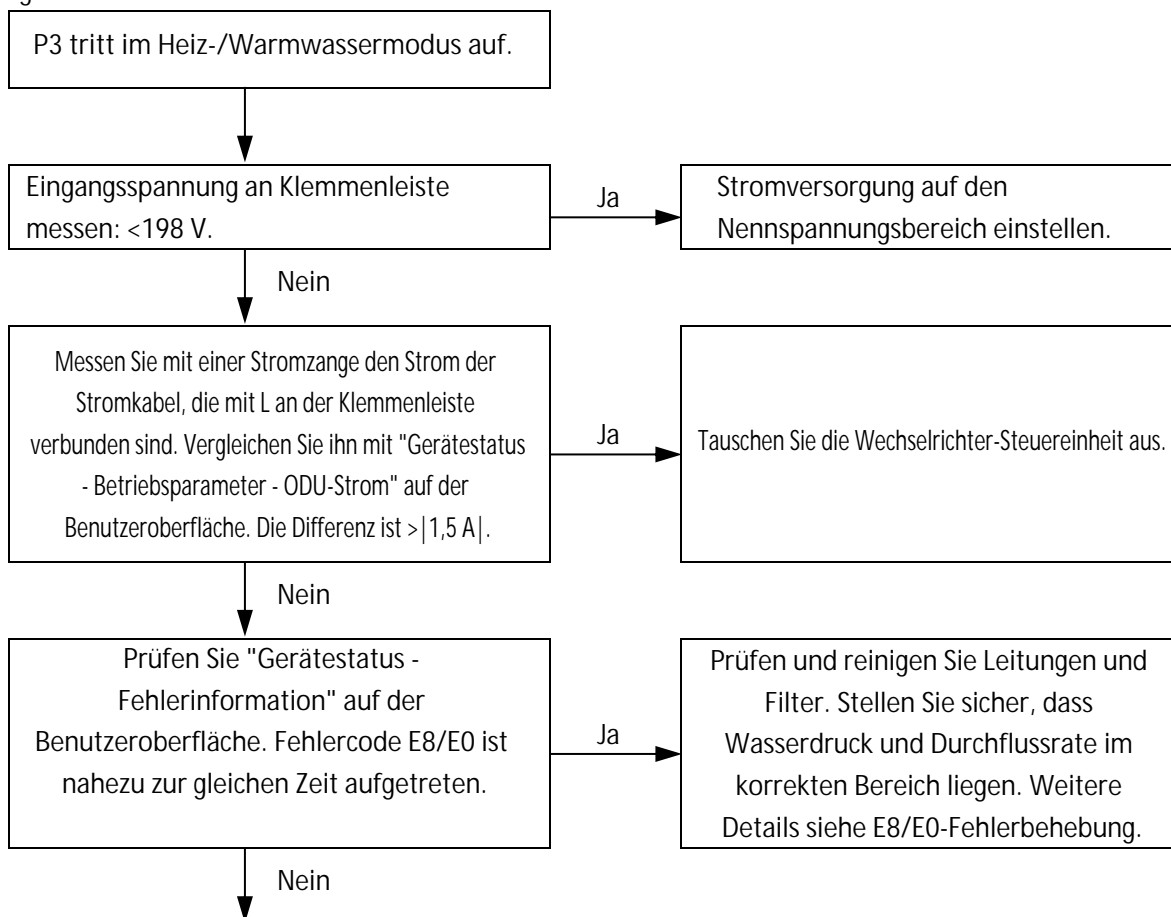 P3 tritt im Heiz-/Warmwassermodus auf.
Eingangsspannung an Klemmenleiste
messen: <198 V.
Ja
Stromversorgung auf den
Nennspannungsbereich einstellen.
Nein
Messen Sie mit einer Stromzange den Strom der
Stromkabel, die mit L an der Klemmenleiste
verbunden sind. Vergleichen Sie ihn mit "Gerätestatus
- Betriebsparameter - ODU-Strom" auf der
Benutzeroberfläche. Die Differenz ist >|1,5 A|.
Ja
Tauschen Sie die Wechselrichter-Steuereinheit aus.
Nein
Prüfen Sie "Gerätestatus -
Fehlerinformation" auf der
Benutzeroberfläche. Fehlercode E8/E0 ist
nahezu zur gleichen Zeit aufgetreten.
Ja
Prüfen und reinigen Sie Leitungen und
Filter. Stellen Sie sicher, dass
Wasserdruck und Durchflussrate im
korrekten Bereich liegen. Weitere
Details siehe E8/E0-Fehlerbehebung.
Nein